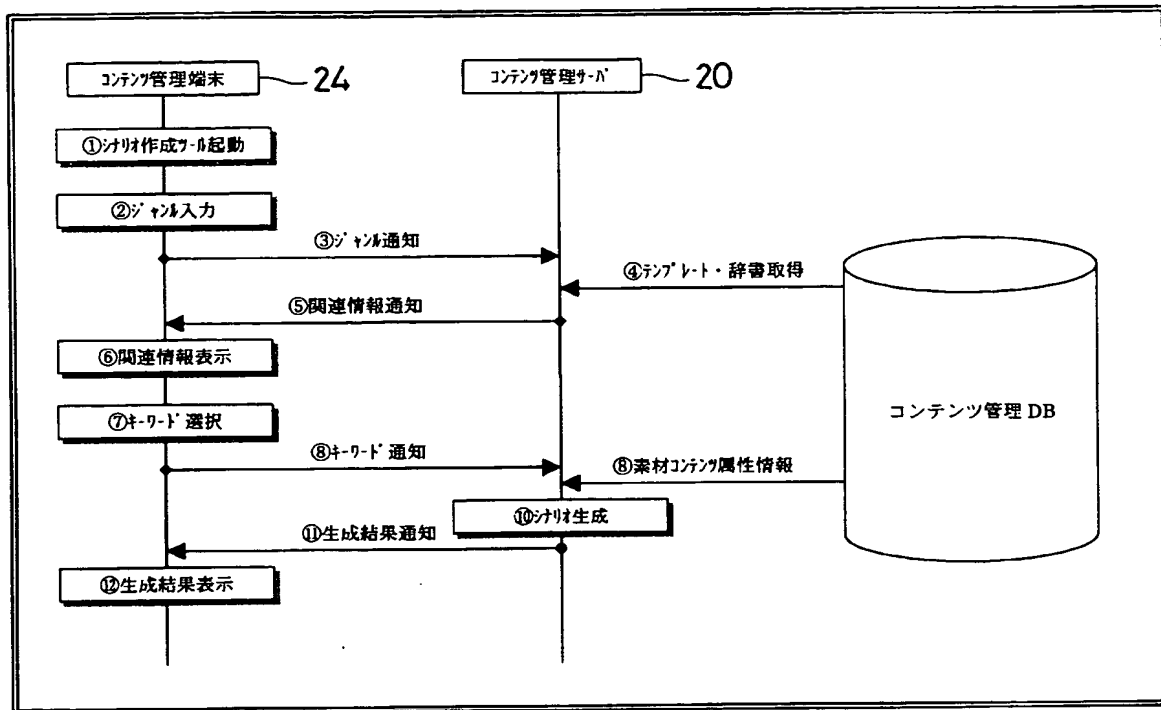 コンテンツ管理端末
24
コンテンツ管理サーバ
20
①シナリオ作成ツール起動
②ジャンル入力
③ジャンル通知
④テンプレート・辞書取得
⑤関連情報通知
⑥関連情報表示
コンテンツ管理 DB
⑦キーワード選択
⑧キーワード通知
⑧素材コンテンツ属性情報
⑩シナリオ生成
⑪生成結果通知
⑫生成結果表示